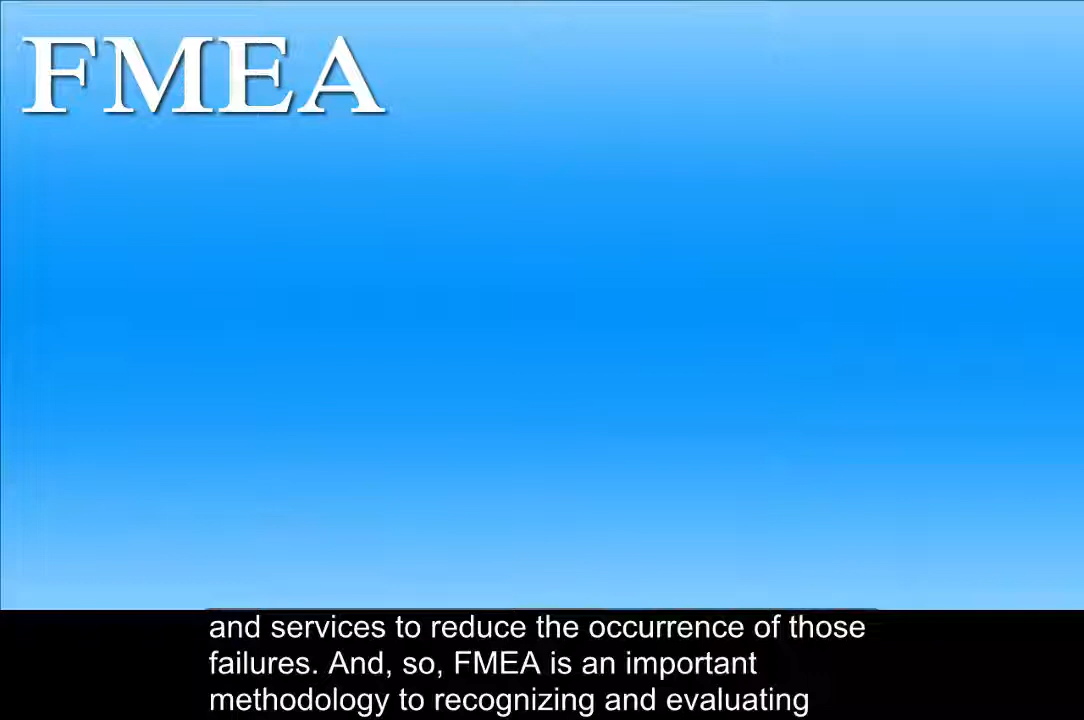 FMEA
and services to reduce the occurrence of those
failures. And, so, FMEA is an important
methodology to recognizing and evaluating